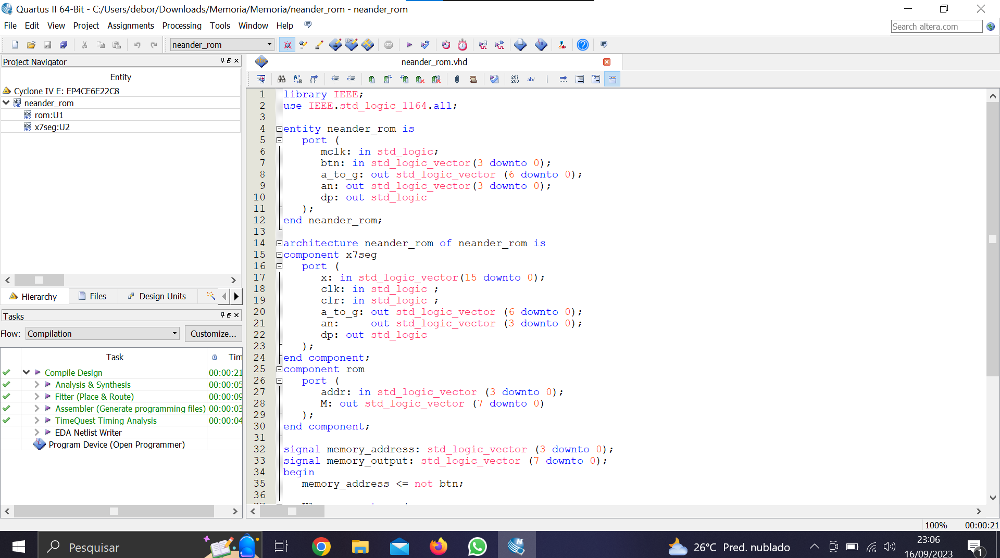 Quartus II 64-Bit - C:/Users/debor/Downloads/Memoria/Memoria/neander_rom - neander_rom
File Edit View Project Assignments Processing Tools Window Help
Search altera.com
neander_rom
Project Navigator
neander_rom.vhd
Entity
Cyclone IV E: EP4CE6E22C8
neander_rom
rom:U1
x7seg:U2
Hierarchy Files Design Units
Tasks
Flow: Compilation Customize...
Task Tim
Compile Design 00:00:21
Analysis & Synthesis 00:00:05
Fitter (Place & Route) 00:00:09
Assembler (Generate programming files) 00:00:03
TimeQuest Timing Analysis 00:00:04
EDA Netlist Writer
Program Device (Open Programmer)
267
268
ab/
1 library IEEE;
2 use IEEE.std_logic_1164.all;
3
4 entity neander_rom is
5 port (
6 mclk: in std_logic;
7 btn: in std_logic_vector(3 downto 0);
8 a_to_g: out std_logic_vector (6 downto 0);
9 an: out std_logic_vector(3 downto 0);
10 dp: out std_logic
11 );
12 end neander_rom;
13
14 architecture neander_rom of neander_rom is
15 component x7seg
16 port (
17 x: in std_logic_vector(15 downto 0);
18 clk: in std_logic ;
19 clr: in std_logic ;
20 a_to_g: out std_logic_vector (6 downto 0);
21 an: out std_logic_vector (3 downto 0);
22 dp: out std_logic
23 );
24 end component;
25 component rom
26 port (
27 addr: in std_logic_vector (3 downto 0);
28 M: out std_logic_vector (7 downto 0)
29 );
30 end component;
31
32 signal memory_address: std_logic_vector (3 downto 0);
33 signal memory_output: std_logic_vector (7 downto 0);
34 begin
35 memory_address <= not btn;
36
100% 00:00:21
Pesquisar
26°C Pred. nublado
23:06
16/09/2023
1